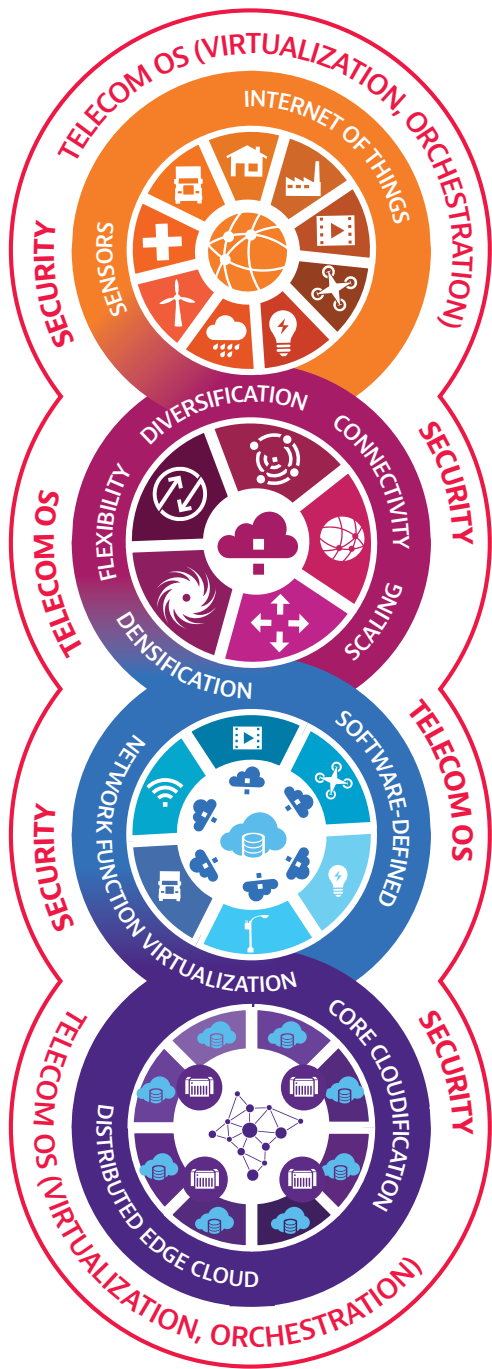 TELECOM OS (VIRTUALIZATION, ORCHESTRATION)
INTERNET OF THINGS
SENSORS
SECURITY
DIVERSIFICATION
CONNECTIVITY
SECURITY
FLEXIBILITY
TELECOM OS
SCALING
DENSIFICATION
TELECOM OS
SOFTWARE-DEFINED
NETWORK FUNCTION VIRTUALIZATION
SECURITY
CORE CLOUDIFICATION
SECURITY
DISTRIBUTED EDGE CLOUD
TELECOM OS (VIRTUALIZATION, ORCHESTRATION)